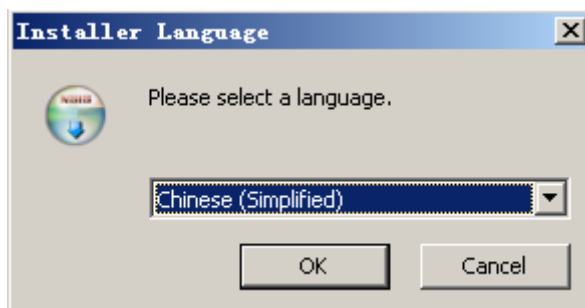 Installer Language
Please select a language.
Chinese (Simplified)
OK
Cancel